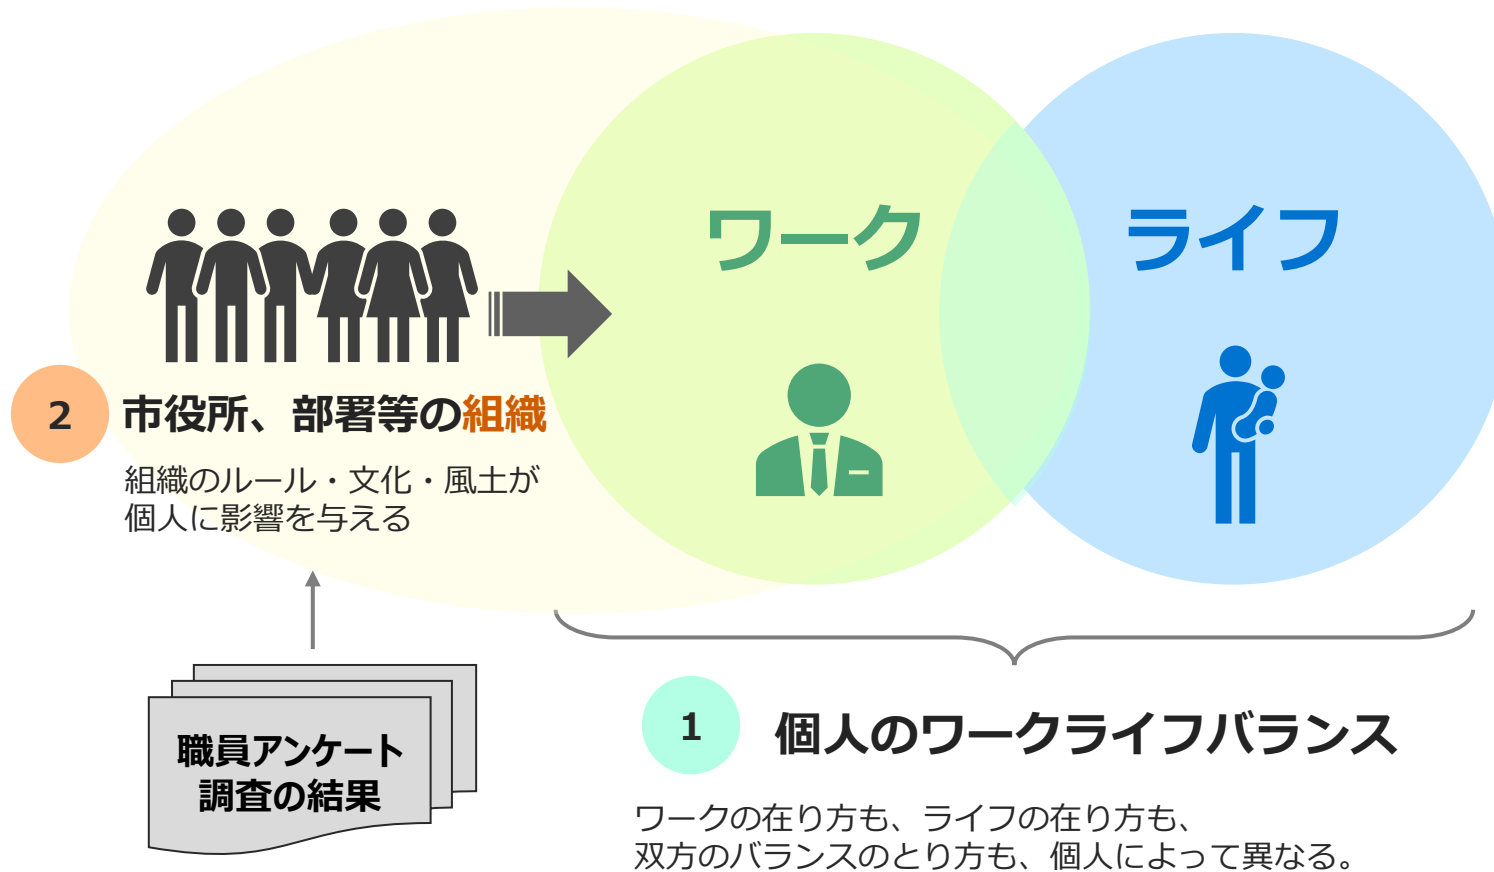 ワーク
ライフ
2
市役所、部署等の組織
組織のルール・文化・風土が
個人に影響を与える
職員アンケート
調査の結果
1
個人のワークライフバランス
ワークの在り方も、ライフの在り方も、
双方のバランスのとり方も、個人によって異なる。